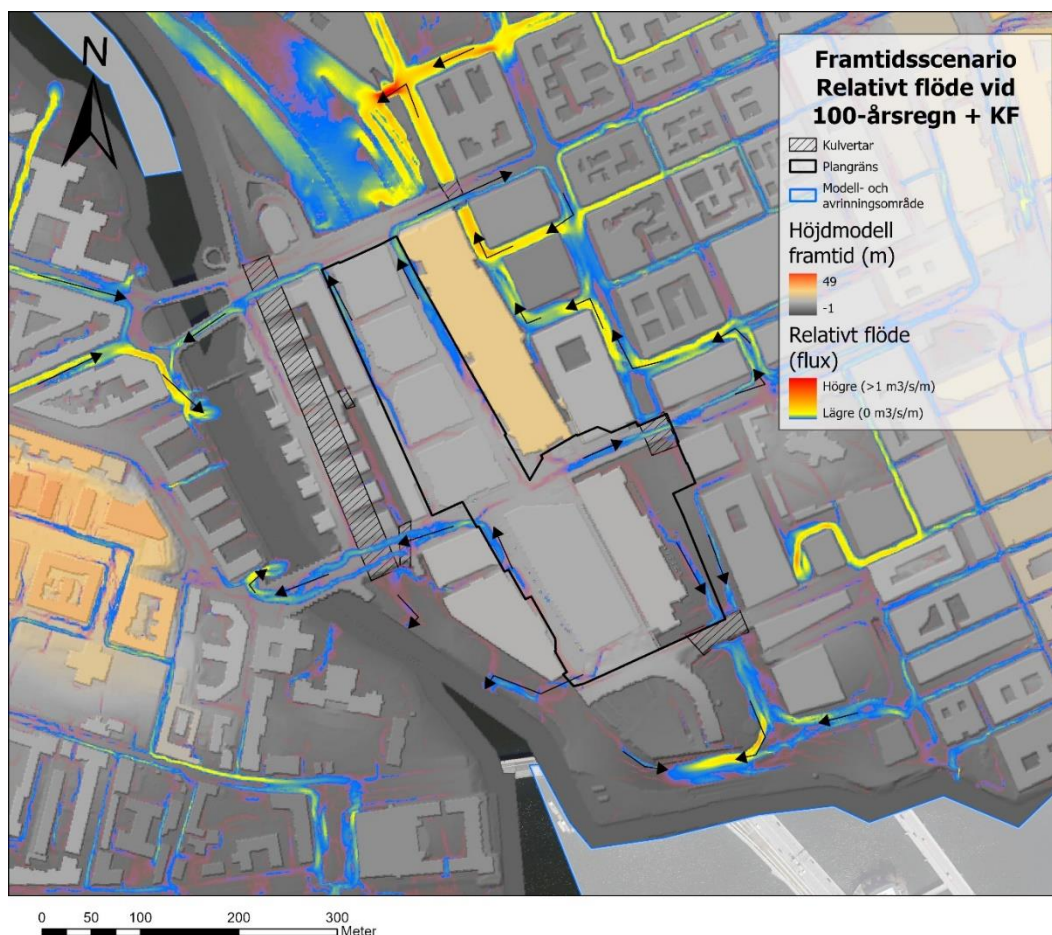 N
Framtidsscenario
Relativt flöde vid
100-årsregn + KF
Kulvertar
Plangräns
Modell- och
avrinningsområde
Höjdmodell
framtid (m)
49
-1
Relativt flöde
(flux)
Högre (>1 m3/s/m)
Lägre (0 m3/s/m)
0 50 100 200 300
Meter